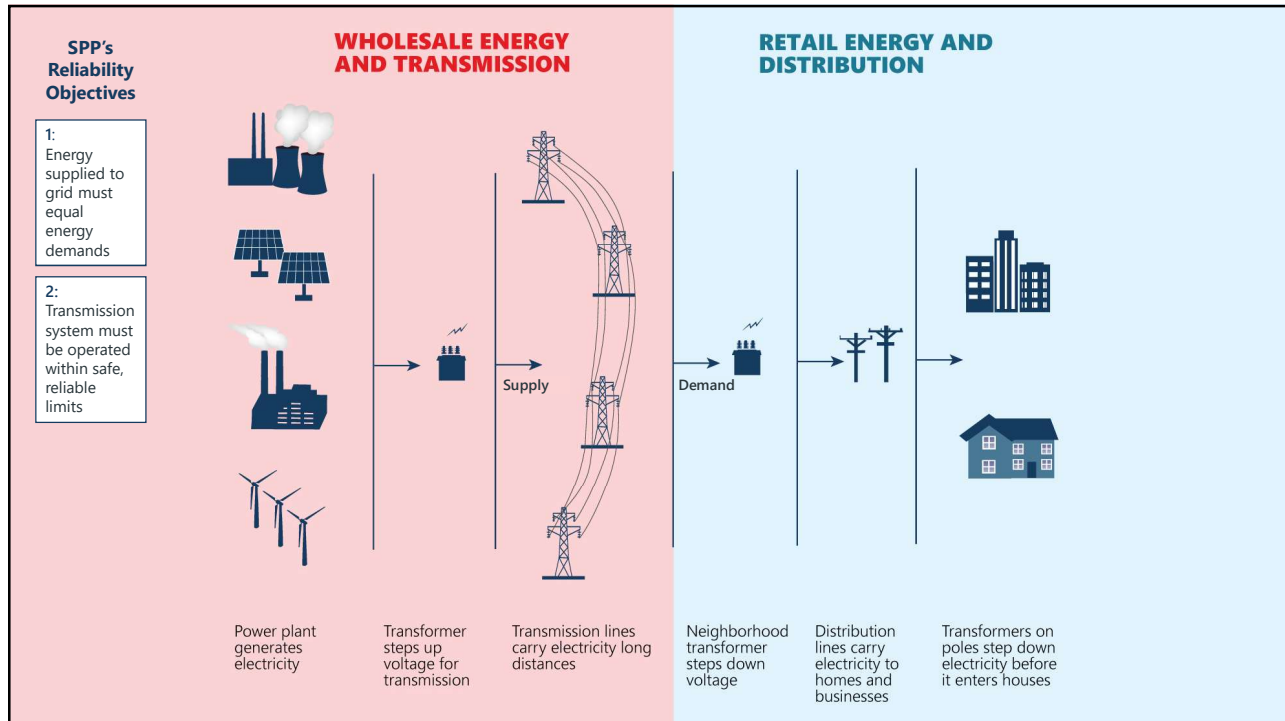 SPP's
Reliability
Objectives
1:
Energy
supplied to
grid must
equal
energy
demands
2:
Transmission
system must
be operated
within safe,
reliable
limits
WHOLESALE ENERGY
AND TRANSMISSION
RETAIL ENERGY AND
DISTRIBUTION
Supply
Demand
Power plant
generates
electricity
Transformer
steps up
voltage for
transmission
Transmission lines
carry electricity long
distances
Neighborhood
transformer
steps down
voltage
Distribution
lines carry
electricity to
homes and
businesses
Transformers on
poles step down
electricity before
it enters houses